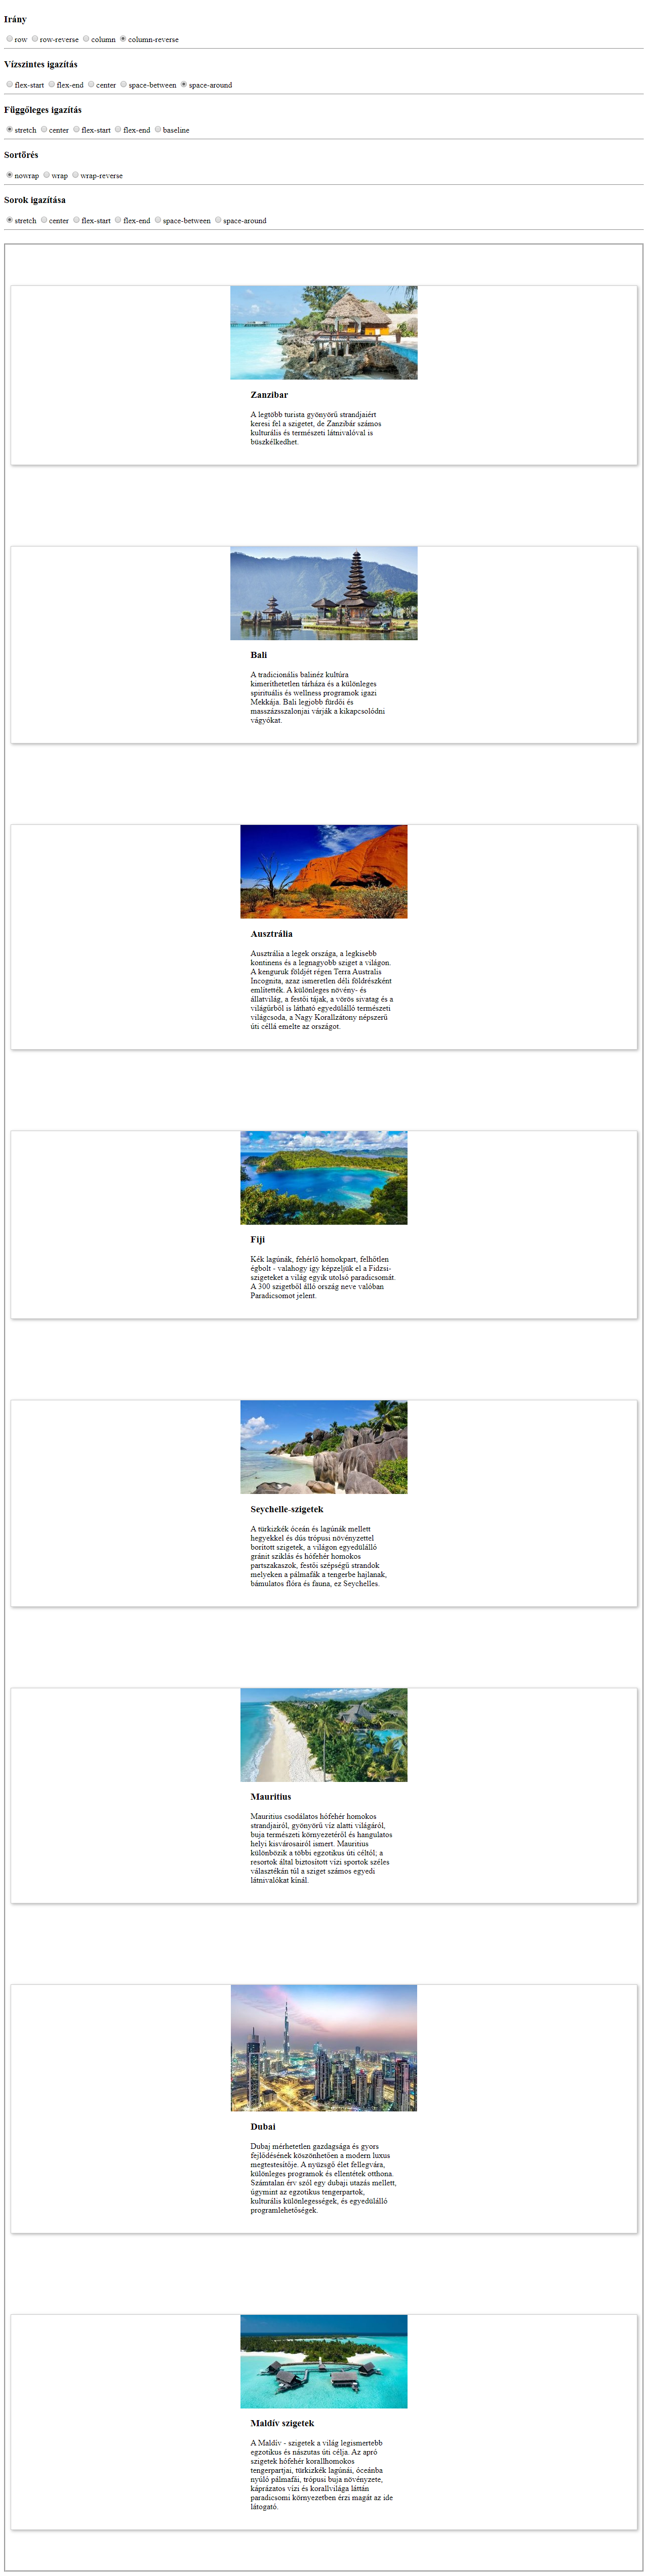 Irány
row row-reverse column column-reverse
Vízszintes igazítás
flex-start flex-end center space-between space-around
Függőleges igazítás
stretch center flex-start flex-end baseline
Sortörés
nowrap wrap wrap-reverse
Sorok igazítása
stretch center flex-start flex-end space-between space-around
Zanzibar
A legtöbb turista gyönyörű strandjaiért
keresi fel a szigetet, de Zanzibár számos
kulturális és természeti látnivalóval is
büszkélkedhet.
Bali
A tradicionális balinéz kultúra
kimeríthetetlen tárháza és a különleges
spirituális és wellness programok igazi
Mekkája. Bali legjobb fürdői és
masszázsszalonjai várják a kikapcsolódni
vágyókat.
Ausztrália
Ausztrália a legek országa, a legkisebb
kontinens és a legnagyobb sziget a világon.
A kenguruk földjét régen Terra Australis
Incognita, azaz ismeretlen déli földrészként
említették. A különleges növény- és
állatvilág, a festői tájak, a vörös sivatag és a
világűrből is látható egyedülálló természeti
világcsoda, a Nagy Korallzátony népszerű
úti céllá emelte az országot.
Fiji
Kék lagúnák, fehérlő homokpart, felhőtlen
égbolt - valahogy így képzeljük el a Fidzsi-
szigeteket a világ egyik utolsó paradicsomát.
A 300 szigetből álló ország neve valóban
Paradicsomot jelent.
Seychelle-szigetek
A türkizkék óceán és lagúnák mellett
hegyekkel és dús trópusi növényzettel
borított szigetek, a világon egyedülálló
gránit sziklás és hófehér homokos
partszakaszok, festői szépségű strandok
melyeken a pálmafák a tengerbe hajlanak,
bámulatos flóra és fauna, ez Seychelles.
Mauritius
Mauritius csodálatos hófehér homokos
strandjairól, gyönyörű víz alatti világáról,
buja természeti környezetéről és hangulatos
helyi kisvárosairól ismert. Mauritius
különbözik a többi egzotikus úti céltól; a
resortok által biztosított vízi sportok széles
választékán túl a sziget számos egyedi
látnivalókat kínál.
Dubai
Dubaj mérhetetlen gazdagsága és gyors
fejlődésének köszönhetően a modern luxus
megtestesítője. A nyüzsgő élet fellegvára,
különleges programok és ellentétek otthona.
Számtalan érv szól egy dubaji utazás mellett,
úgymint az egzotikus tengerpartok,
kulturális különlegességek, és egyedülálló
programlehetőségek.
Maldív szigetek
A Maldív - szigetek a világ legismertebb
egzotikus és nászutas úti célja. Az apró
szigetek hófehér korallhomokos
tengerpartjai, türkizkék lagúnái, óceánba
nyúló pálmafái, trópusi buja növényzete,
káprázatos vízi és korallvilága láttán
paradicsomi környezetben érzi magát az ide
látogató.